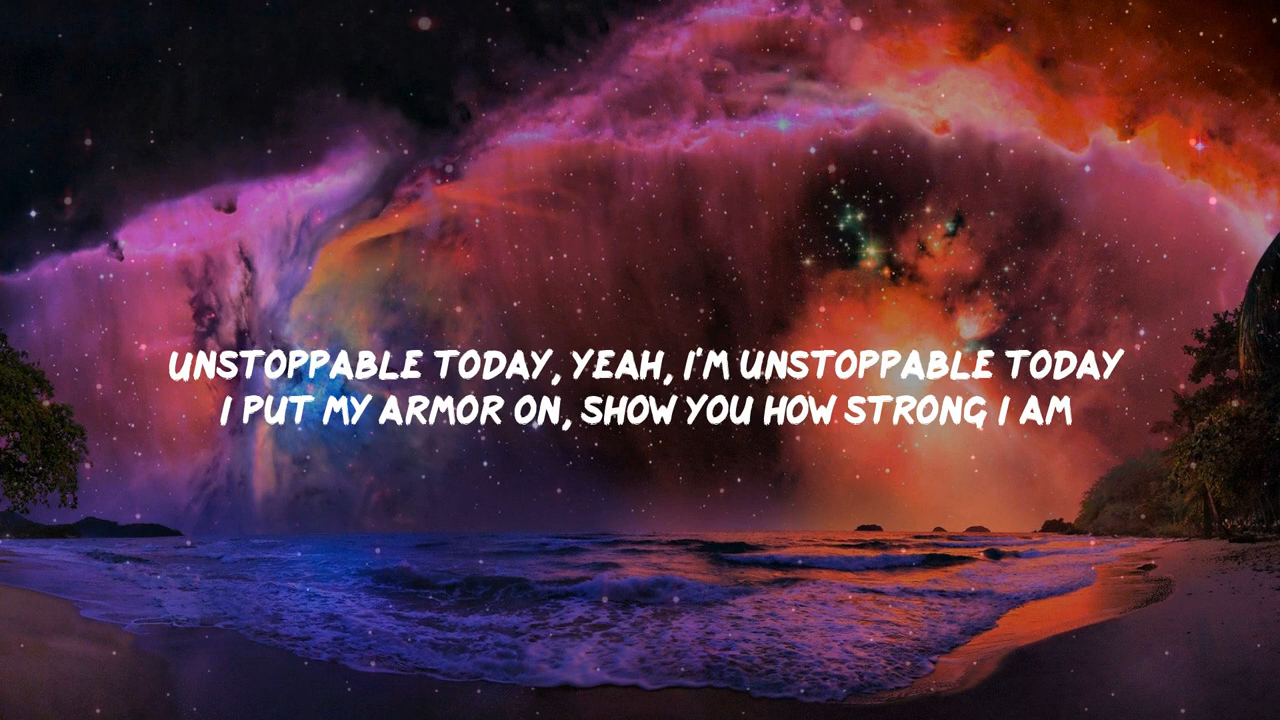 UNSTOPPABLE TODAY, YEAH, I'M UNSTOPPABLE TODAY
I PUT MY ARMOR ON, SHOW YOU HOW STRONG I AM